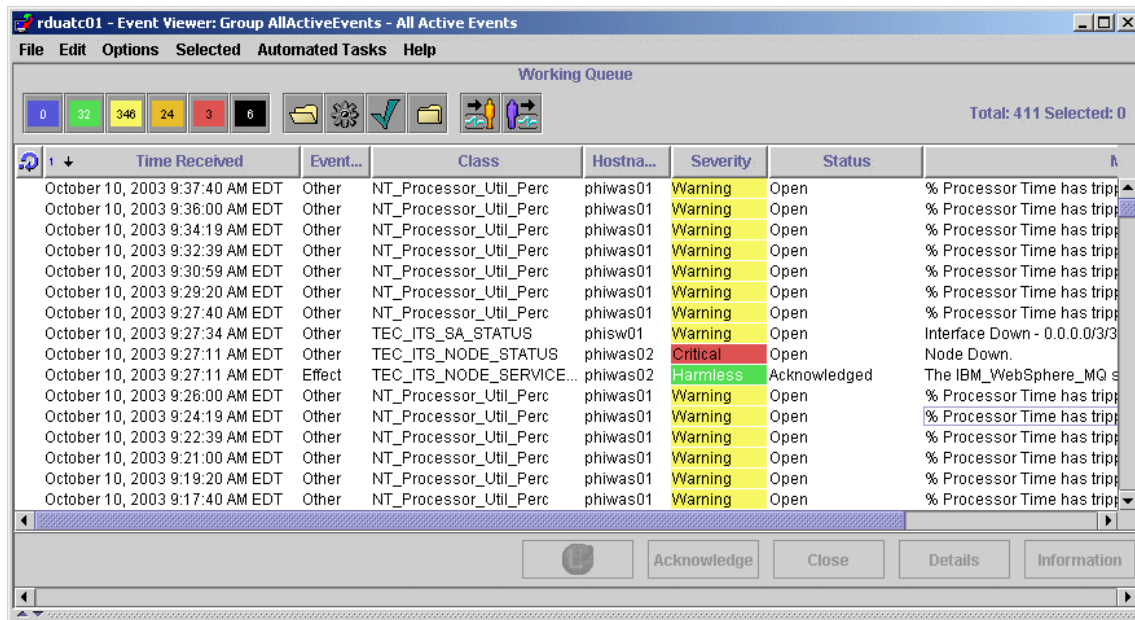 rduatc01 - Event Viewer: Group AllActiveEvents - All Active Events
File Edit Options Selected Automated Tasks Help
Working Queue
0 32 346 24 3 6 Total: 411 Selected: 0
1 Time Received Event... Class Hostna... Severity Status
October 10, 2003 9:37:40 AM EDT Other NT_Processor_Util_Perc phiwas01 Warning Open % Processor Time has tripp
October 10, 2003 9:36:00 AM EDT Other NT_Processor_Util_Perc phiwas01 Warning Open % Processor Time has tripp
October 10, 2003 9:34:19 AM EDT Other NT_Processor_Util_Perc phiwas01 Warning Open % Processor Time has tripp
October 10, 2003 9:32:39 AM EDT Other NT_Processor_Util_Perc phiwas01 Warning Open % Processor Time has tripp
October 10, 2003 9:30:59 AM EDT Other NT_Processor_Util_Perc phiwas01 Warning Open % Processor Time has tripp
October 10, 2003 9:29:20 AM EDT Other NT_Processor_Util_Perc phiwas01 Warning Open % Processor Time has tripp
October 10, 2003 9:27:40 AM EDT Other NT_Processor_Util_Perc phiwas01 Warning Open % Processor Time has tripp
October 10, 2003 9:27:34 AM EDT Other TEC_ITS_SA_STATUS phisw01 Warning Open Interface Down - 0.0.0.0/3/3
October 10, 2003 9:27:11 AM EDT Other TEC_ITS_NODE_STATUS phiwas02 Critical Open Node Down.
October 10, 2003 9:27:11 AM EDT Effect TEC_ITS_NODE_SERVICE... phiwas02 Harmless Acknowledged The IBM_WebSphere_MQ s
October 10, 2003 9:26:00 AM EDT Other NT_Processor_Util_Perc phiwas01 Warning Open % Processor Time has tripp
October 10, 2003 9:24:19 AM EDT Other NT_Processor_Util_Perc phiwas01 Warning Open % Processor Time has tripp
October 10, 2003 9:22:39 AM EDT Other NT_Processor_Util_Perc phiwas01 Warning Open % Processor Time has tripp
October 10, 2003 9:21:00 AM EDT Other NT_Processor_Util_Perc phiwas01 Warning Open % Processor Time has tripp
October 10, 2003 9:19:20 AM EDT Other NT_Processor_Util_Perc phiwas01 Warning Open % Processor Time has tripp
October 10, 2003 9:17:40 AM EDT Other NT_Processor_Util_Perc phiwas01 Warning Open % Processor Time has tripp
Acknowledge Close Details Information